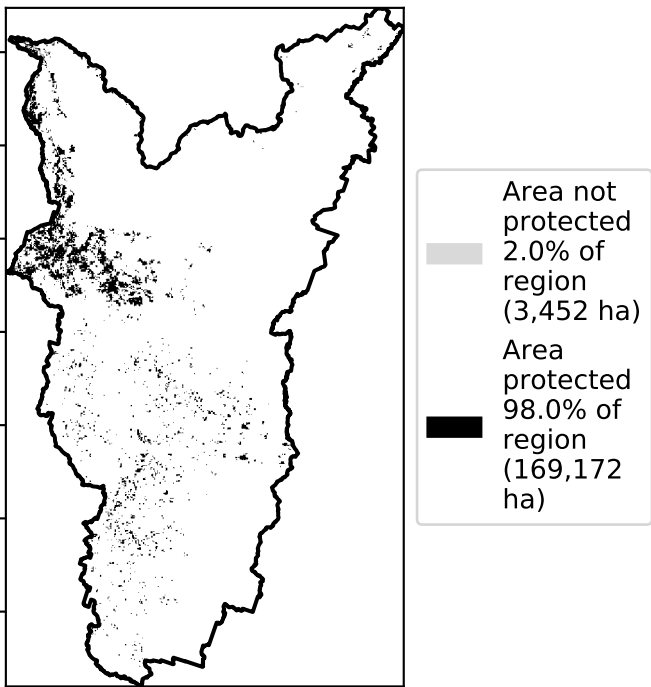 Area not
protected
2.0% of
region
(3,452 ha)
Area
protected
98.0% of
region
(169,172
ha)